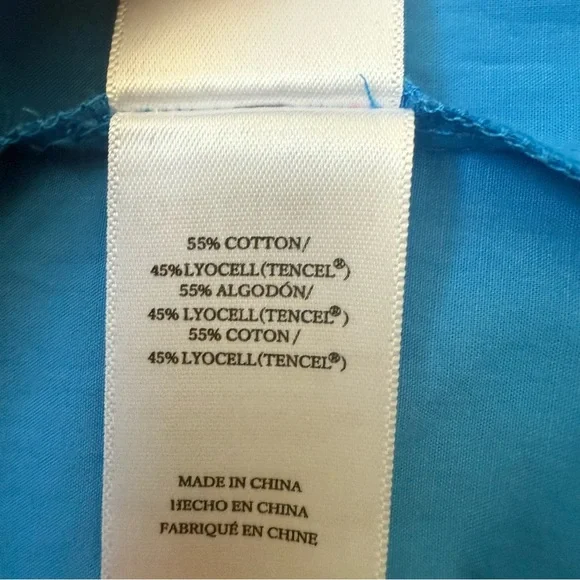 55% COTTON/
45% LYOCELL(TENCEL®)
55% ALGODÓN/
45% LYOCELL(TENCEL®)
55% COTON/
45% LYOCELL(TENCEL®)
MADE IN CHINA
HECHO EN CHINA
FABRIQUÉ EN CHINE